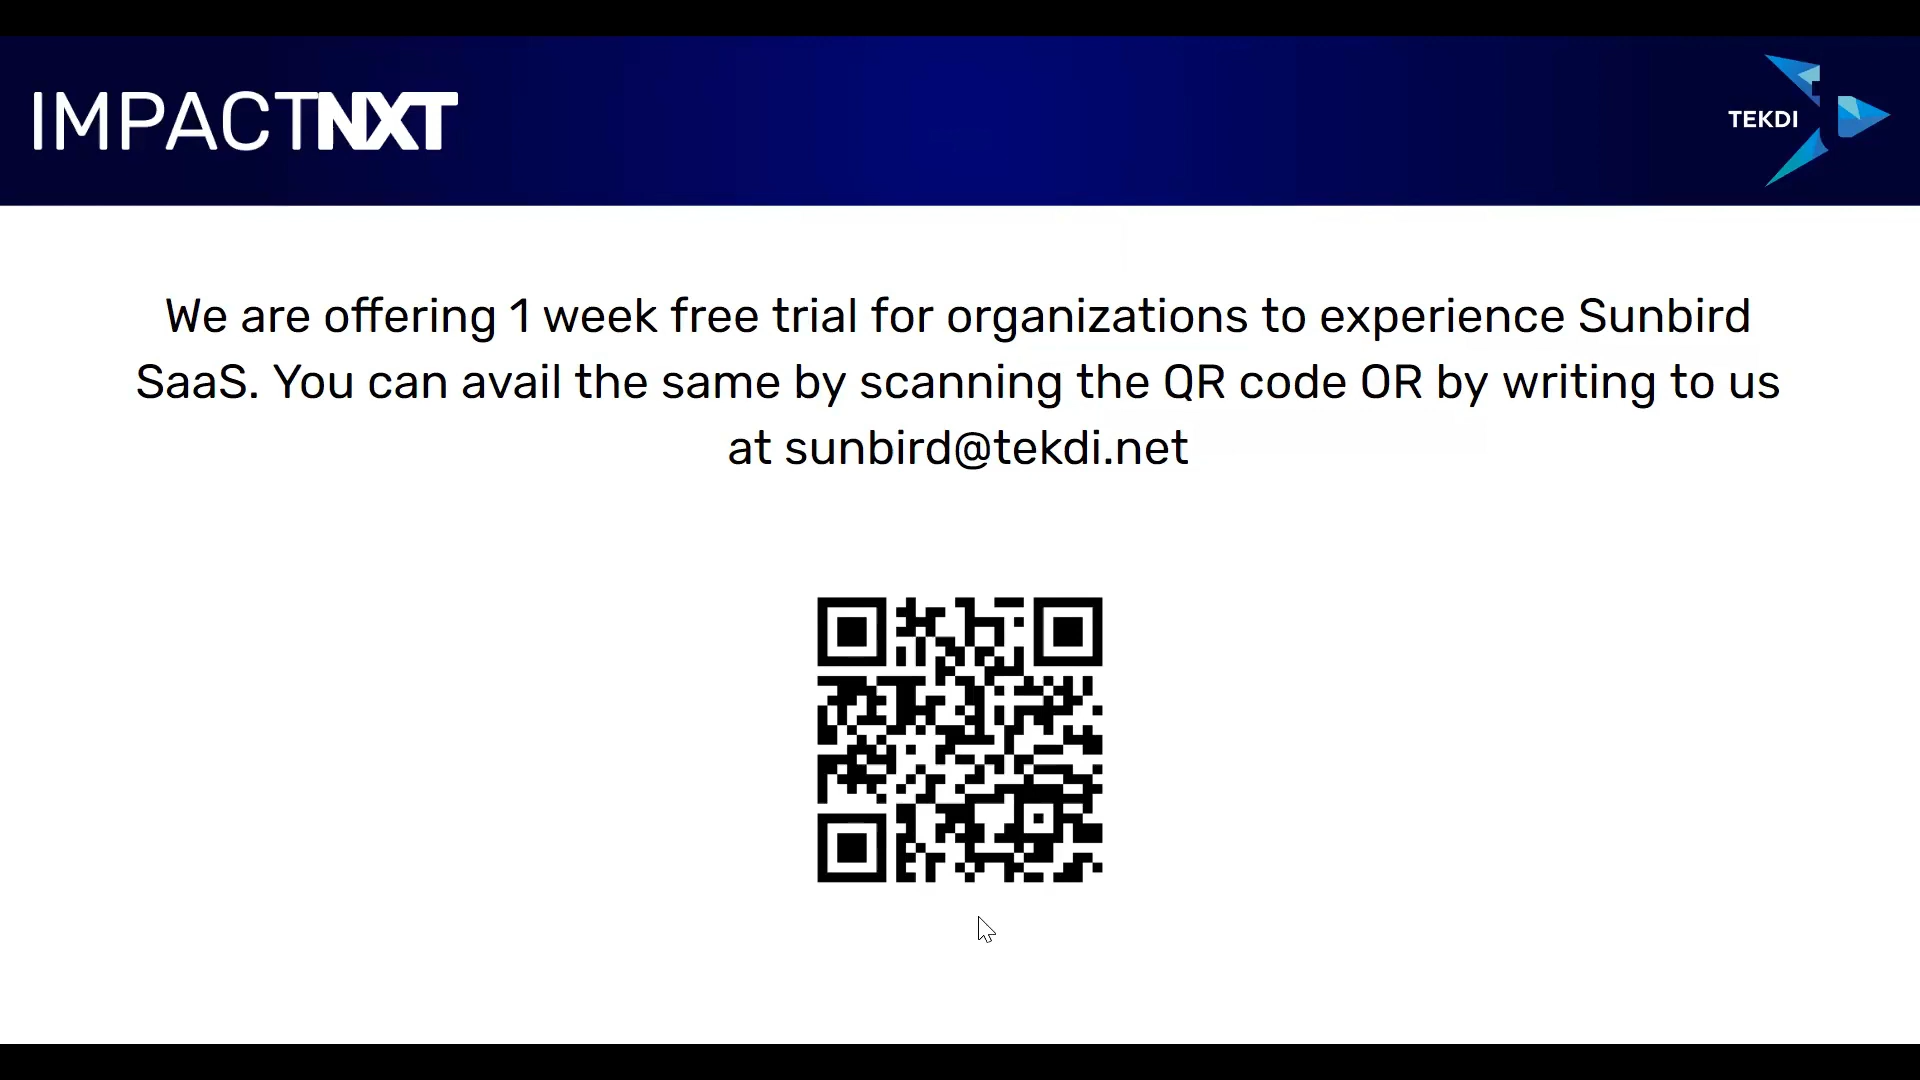 IMPACTNXT
TEKDI
We are offering 1 week free trial for organizations to experience Sunbird
SaaS. You can avail the same by scanning the QR code OR by writing to us
at sunbird@tekdi.net